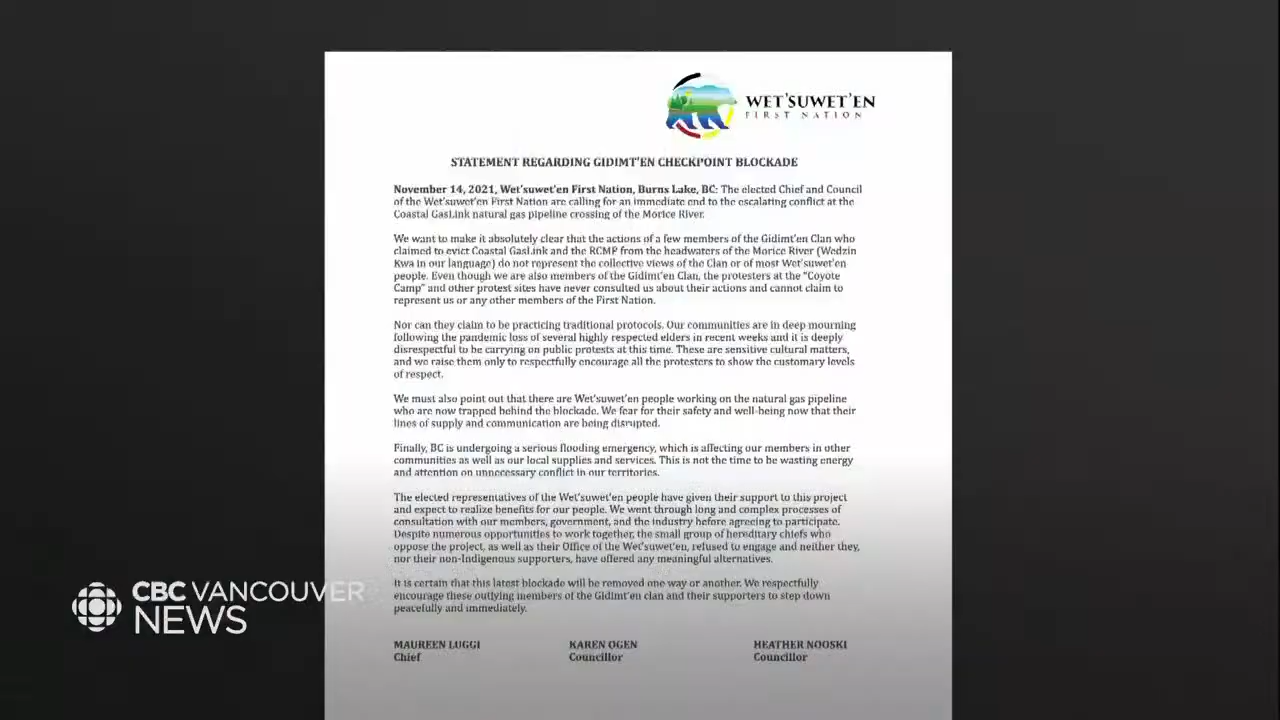 WET'SUWET'EN
FIRST NATION
STATEMENT REGARDING GIDIMT'EN CHECKPOINT BLOCKADE
November 14, 2021, Wet'suwet'en First Nation, Burns Lake, BC: The elected Chief and Council
of the Wet'suwet'en First Nation are calling for an immediate end to the escalating conflict at the
Coastal GasLink natural gas pipeline crossing of the Morice River.
We want to make it absolutely clear that the actions of a few members of the Gidimt'en Clan who
claimed to evict Coastal GasLink and the RCMP from the headwaters of the Morice River (Wedzin
Kwa in our language) do not represent the collective views of the Clan or of most Wet'suwet'en
people. Even though we are also members of the Gidimt'en Clan, the protesters at the "Coyote
Camp" and other protest sites have never consulted us about their actions and cannot claim to
represent us or any other members of the First Nation.
Nor can they claim to be practicing traditional protocols. Our communities are in deep mourning
following the pandemic loss of several highly respected elders in recent weeks and it is deeply
disrespectful to be carrying on public protests at this time. These are sensitive cultural matters,
and we raise them only to respectfully encourage all the protesters to show the customary levels
of respect.
We must also point out that there are Wet'suwet'en people working on the natural gas pipeline
who are now trapped behind the blockade. We fear for their safety and well-being now that their
lines of supply and communication are being disrupted.
Finally, BC is undergoing a serious flooding emergency, which is affecting our members in other
communities as well as our local supplies and services. This is not the time to be wasting energy
and attention on unnecessary conflict in our territories.
The elected representatives of the Wet'suwet'en people have given their support to this project
and expect to realize benefits for our people. We went through long and complex processes of
consultation with our members, government, and the industry before agreeing to participate.
Despite numerous opportunities to work together, the small group of hereditary chiefs who
oppose the project, as well as their Office of the Wet'suwet'en, refused to engage and neither they,
nor their non-Indigenous supporters, have offered any meaningful alternatives.
It is certain that this latest blockade will be removed one way or another. We respectfully
encourage these outlying members of the Gidimt'en clan and their supporters to step down
peacefully and immediately.
MAUREEN LUGGI KAREN OGEN HEATHER NOOSKI
Chief Councillor Councillor
CBC VANCOUVER
NEWS